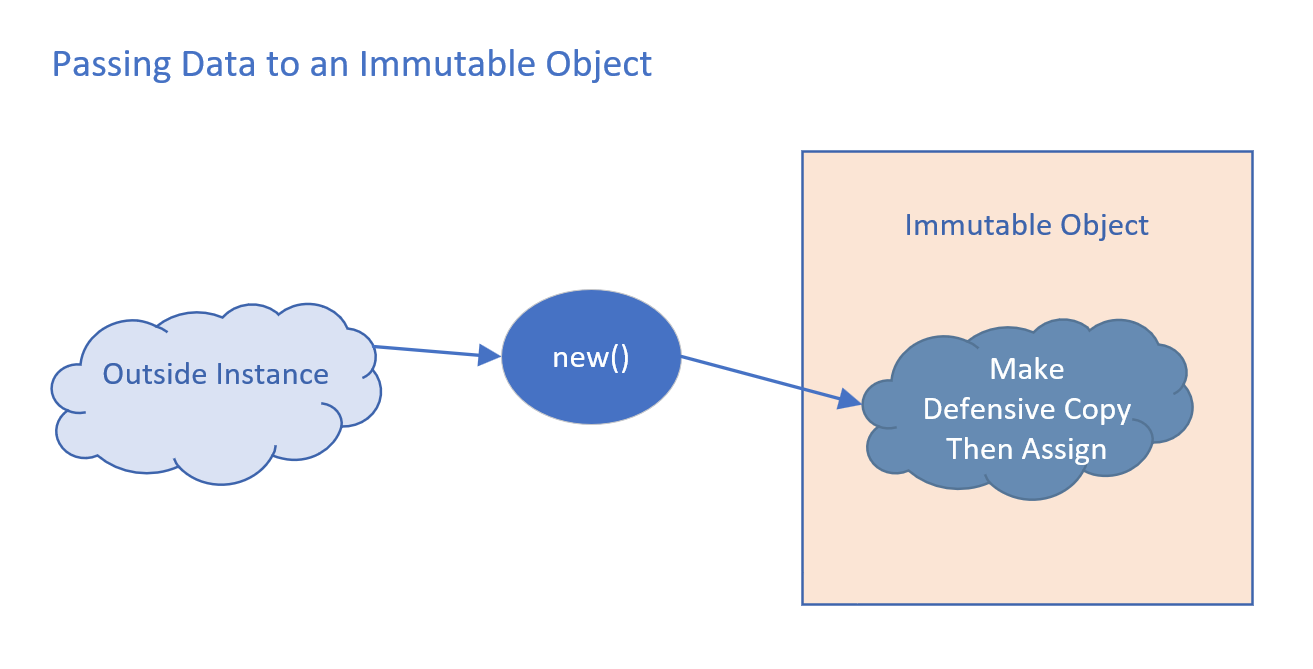 Passing Data to an Immutable Object
Immutable Object
Outside Instance
new()
Make
Defensive Copy
Then Assign